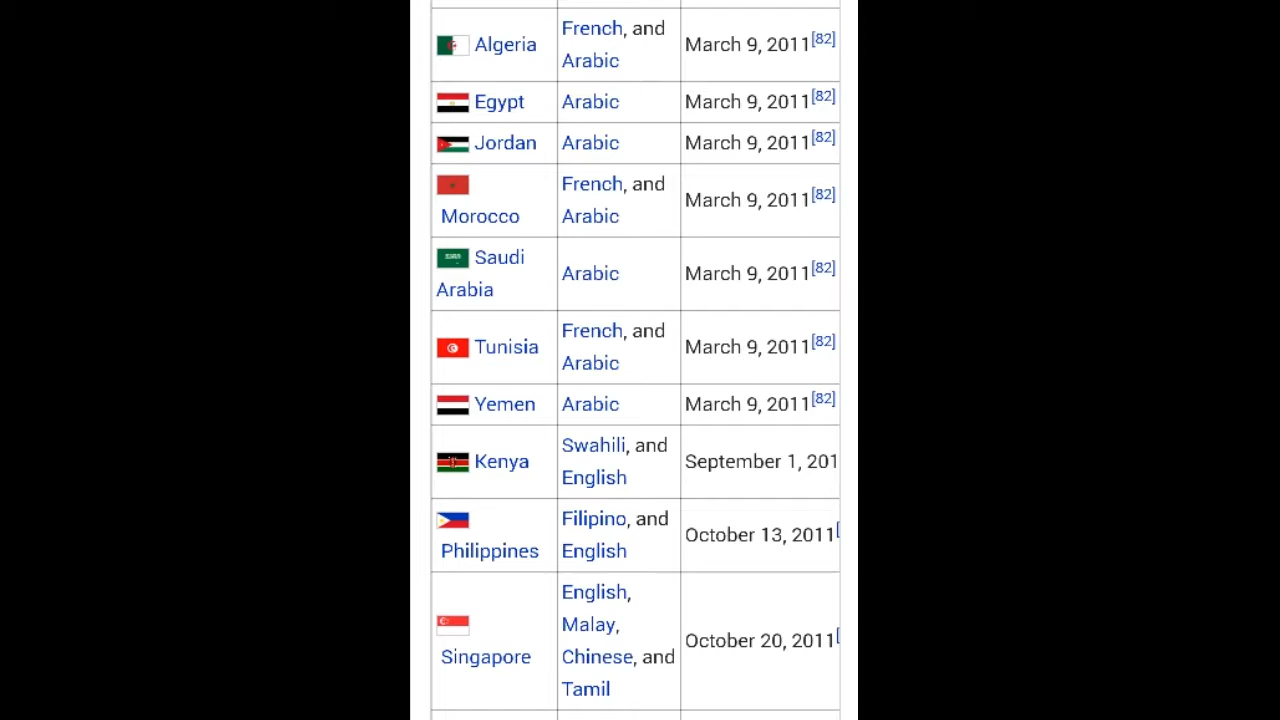 Algeria French, and Arabic March 9, 2011[82]
Egypt Arabic March 9, 2011[82]
Jordan Arabic March 9, 2011[82]
Morocco French, and Arabic March 9, 2011[82]
Saudi Arabia Arabic March 9, 2011[82]
Tunisia French, and Arabic March 9, 2011[82]
Yemen Arabic March 9, 2011[82]
Kenya Swahili, and English September 1, 201
Philippines Filipino, and English October 13, 2011[
Singapore English, Malay, Chinese, and Tamil October 20, 2011[